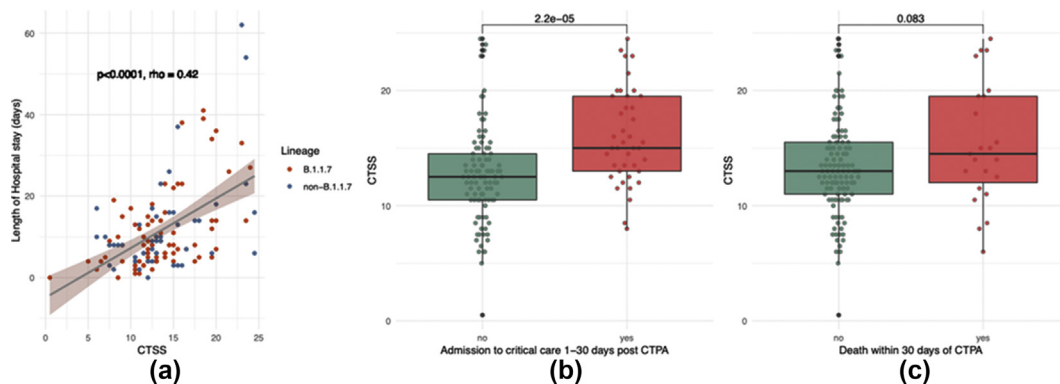 60
40
20
0
Length of Hospital stay (days)
p<0.0001, rho = 0.42
0 5 10 15 20 25
CTSS
Lineage
B.1.1.7
non-B.1.1.7
(a)
2.2e-05
20
10
0
CTSS
no yes
Admission to critical care 1-30 days post CTPA
(b)
0.083
20
10
0
CTSS
no yes
Death within 30 days of CTPA
(c)